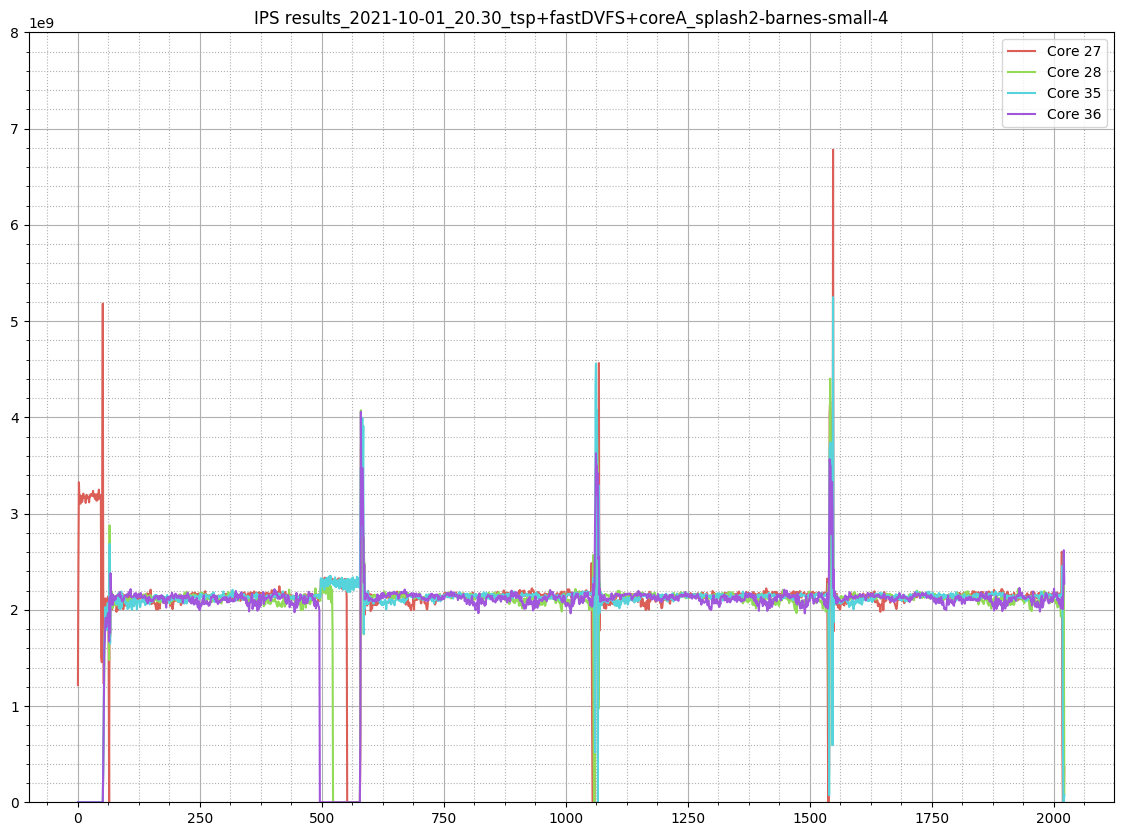 IPS results_2021-10-01_20.30_tsp+fastDVFS+coreA_splash2-barnes-small-4
1e9
8
7
6
5
4
3
2
1
0
0 250 500 750 1000 1250 1500 1750 2000
Core 27
Core 28
Core 35
Core 36